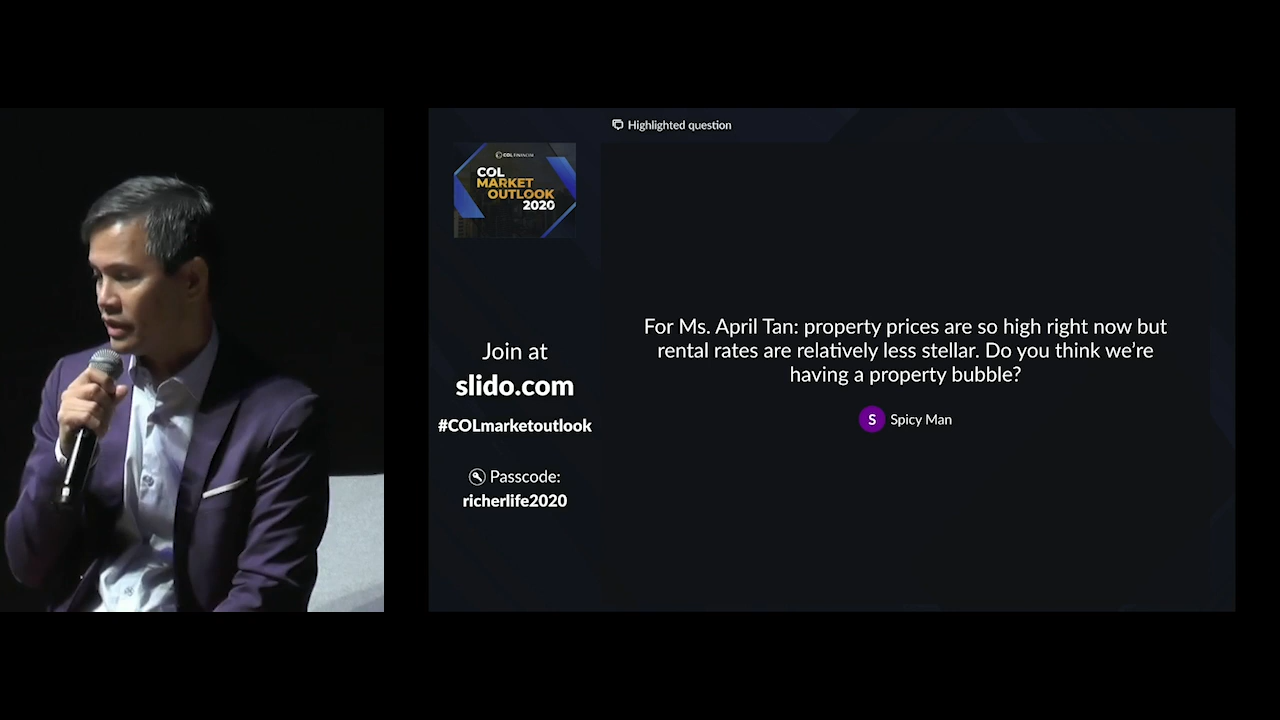 Highlighted question
COL FINANCIAL
COL
MARKET
OUTLOOK
2020
Join at
slido.com
#COLmarketoutlook
Passcode:
richerlife2020
For Ms. April Tan: property prices are so high right now but
rental rates are relatively less stellar. Do you think we're
having a property bubble?
S Spicy Man